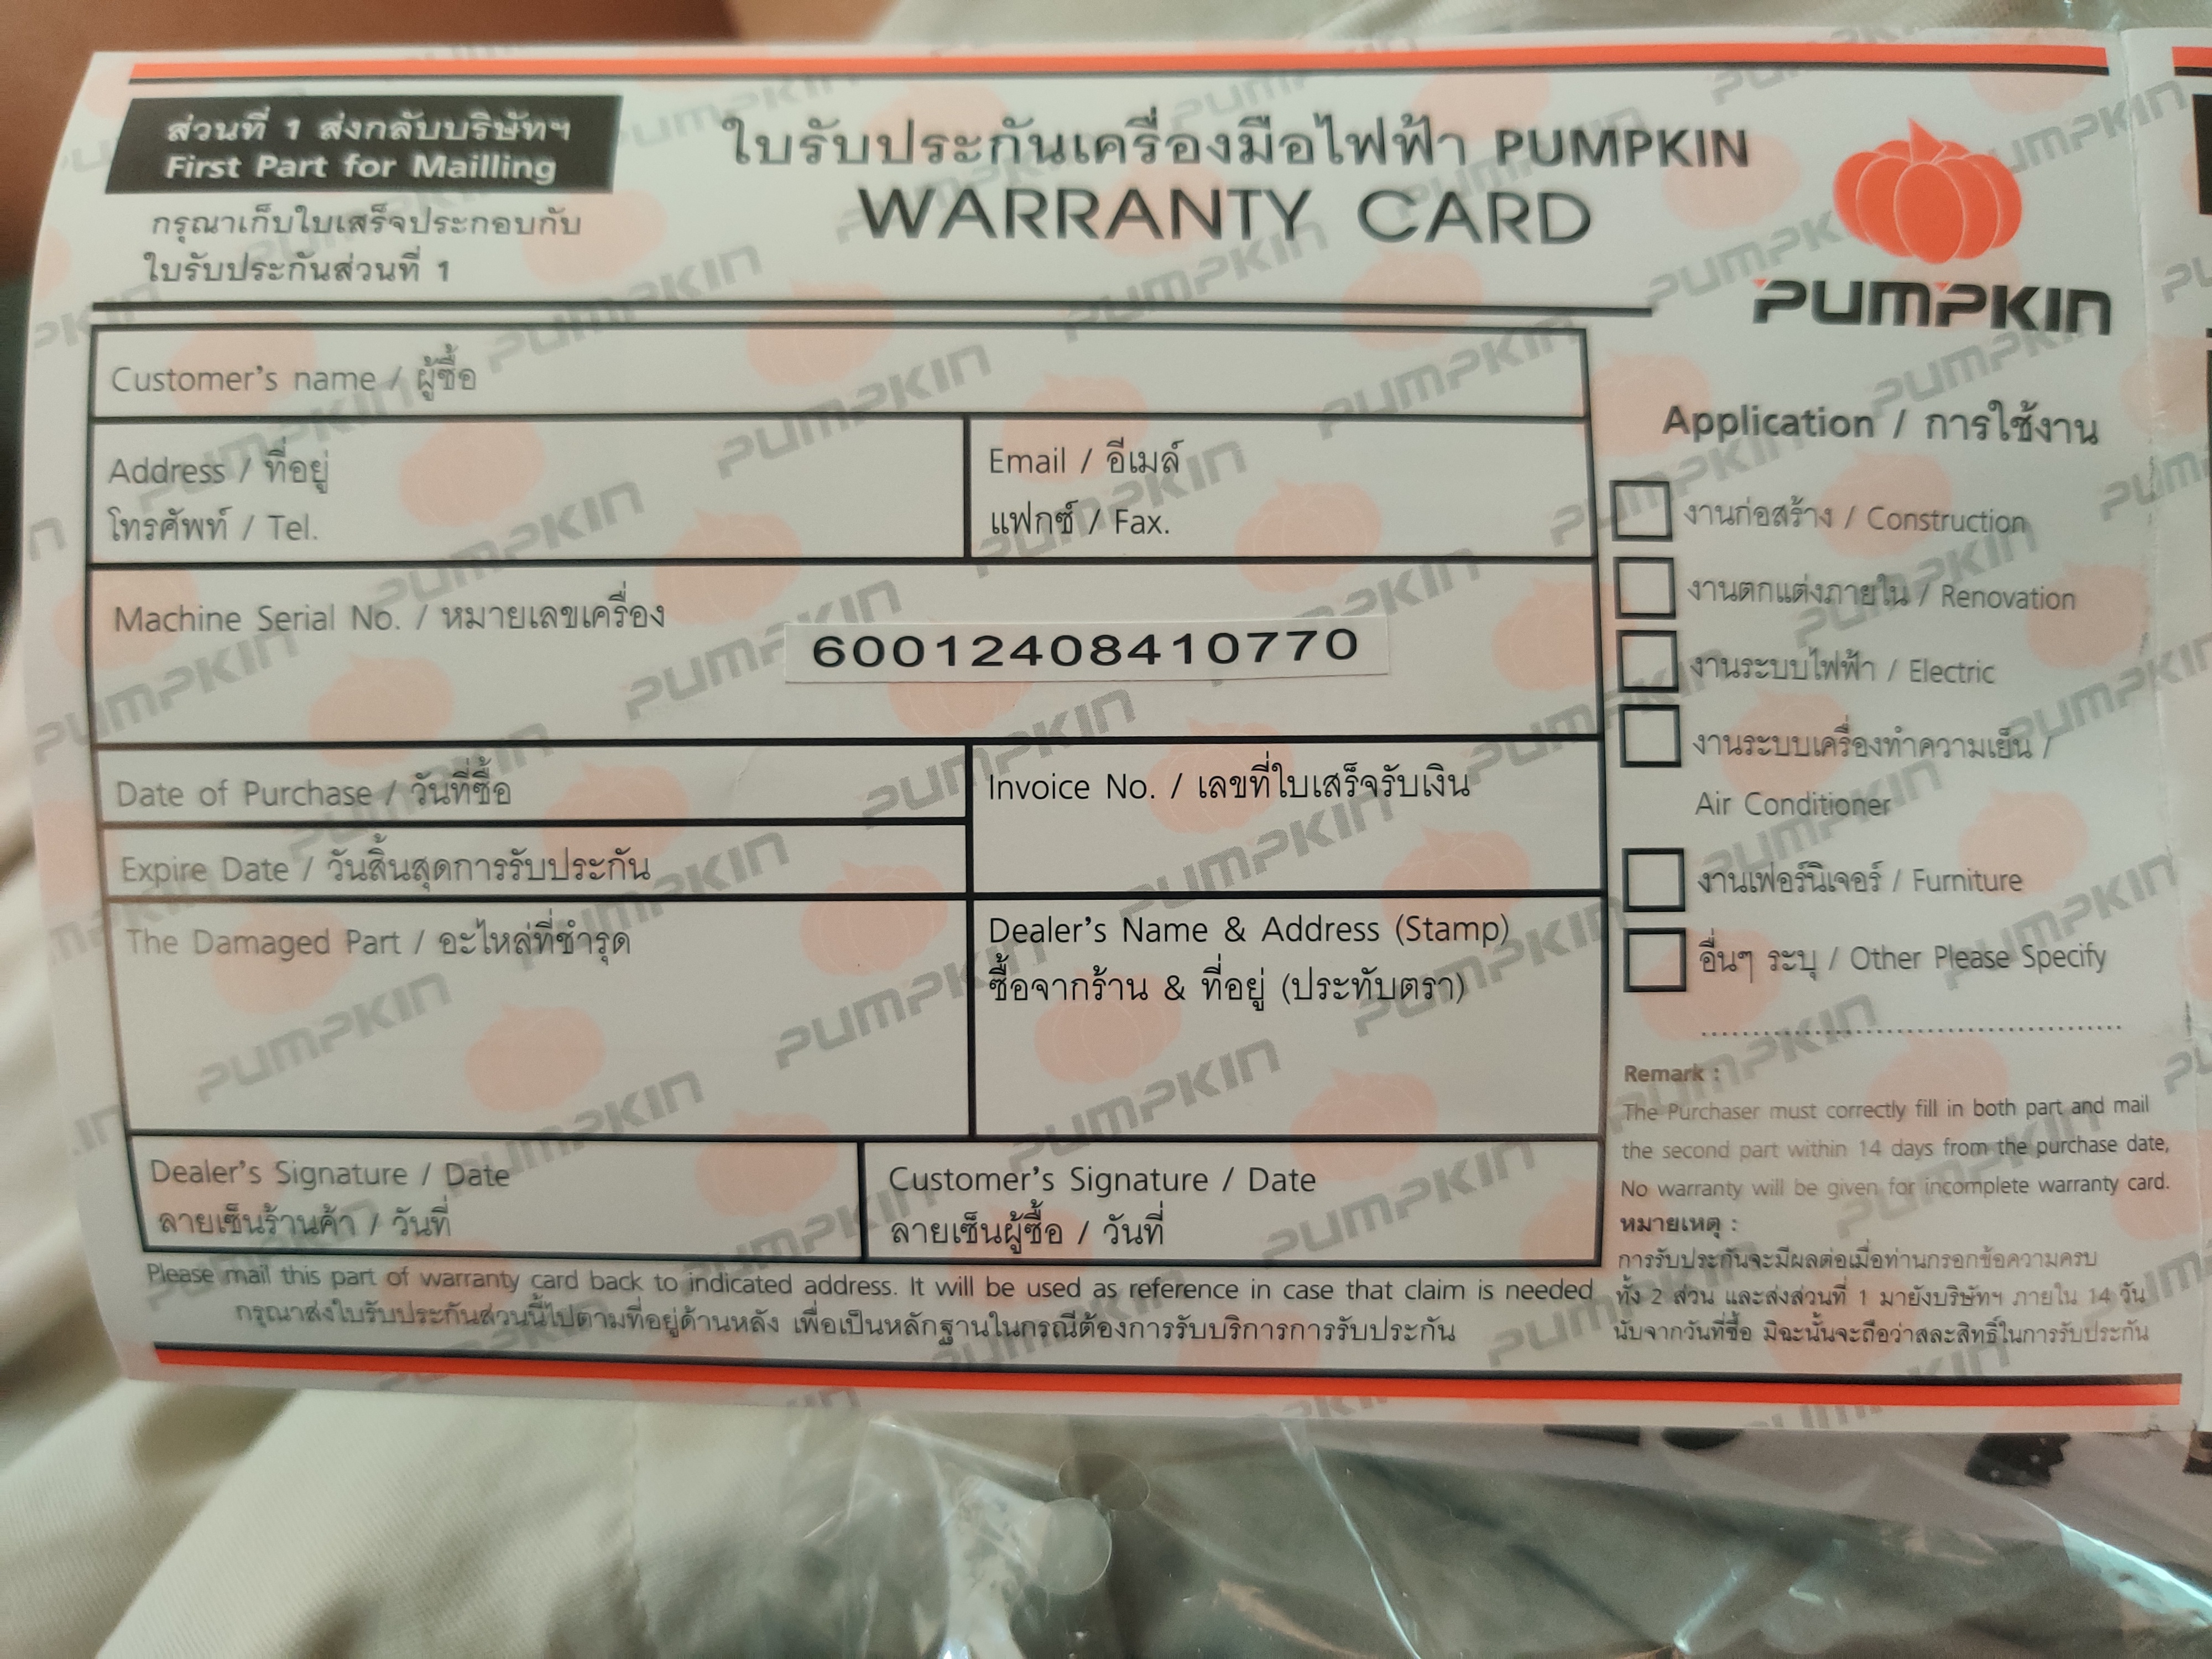 ส่วนที่ 1 ส่งกลับบริษัทฯ
First Part for Mailling
กรุณาเก็บใบเสร็จประกอบกับ
ใบรับประกันส่วนที่ 1
ใบรับประกันเครื่องมือไฟฟ้า PUMPKIN
WARRANTY CARD
PUMPKIN
Customer's name / ผู้ซื้อ
Address / ที่อยู่
โทรศัพท์ / Tel.
Email / อีเมล์
แฟกซ์ / Fax.
Machine Serial No. / หมายเลขเครื่อง
60012408410770
Date of Purchase / วันที่ซื้อ
Invoice No. / เลขที่ใบเสร็จรับเงิน
Expire Date / วันสิ้นสุดการรับประกัน
The Damaged Part / อะไหล่ที่ชำรุด
Dealer's Name & Address (Stamp)
ซื้อจากร้าน & ที่อยู่ (ประทับตรา)
Dealer's Signature / Date
ลายเซ็นร้านค้า / วันที่
Customer's Signature / Date
ลายเซ็นผู้ซื้อ / วันที่
Please mail this part of warranty card back to indicated address. It will be used as reference in case that claim is needed
กรุณาส่งใบรับประกันส่วนนี้ไปตามที่อยู่ด้านหลัง เพื่อเป็นหลักฐานในกรณีต้องการรับบริการการรับประกัน
Application / การใช้งาน
งานก่อสร้าง / Construction
งานตกแต่งภายใน / Renovation
งานระบบไฟฟ้า / Electric
งานระบบเครื่องทำความเย็น /
Air Conditioner
งานเฟอร์นิเจอร์ / Furniture
อื่นๆ ระบุ / Other Please Specify
Remark :
The Purchaser must correctly fill in both part and mail
the second part within 14 days from the purchase date,
No warranty will be given for incomplete warranty card.
หมายเหตุ :
การรับประกันจะมีผลต่อเมื่อท่านกรอกข้อความครบ
ทั้ง 2 ส่วน และส่งส่วนที่ 1 มายังบริษัทฯ ภายใน 14 วัน
นับจากวันที่ซื้อ มิฉะนั้นจะถือว่าสละสิทธิ์ในการรับประกัน